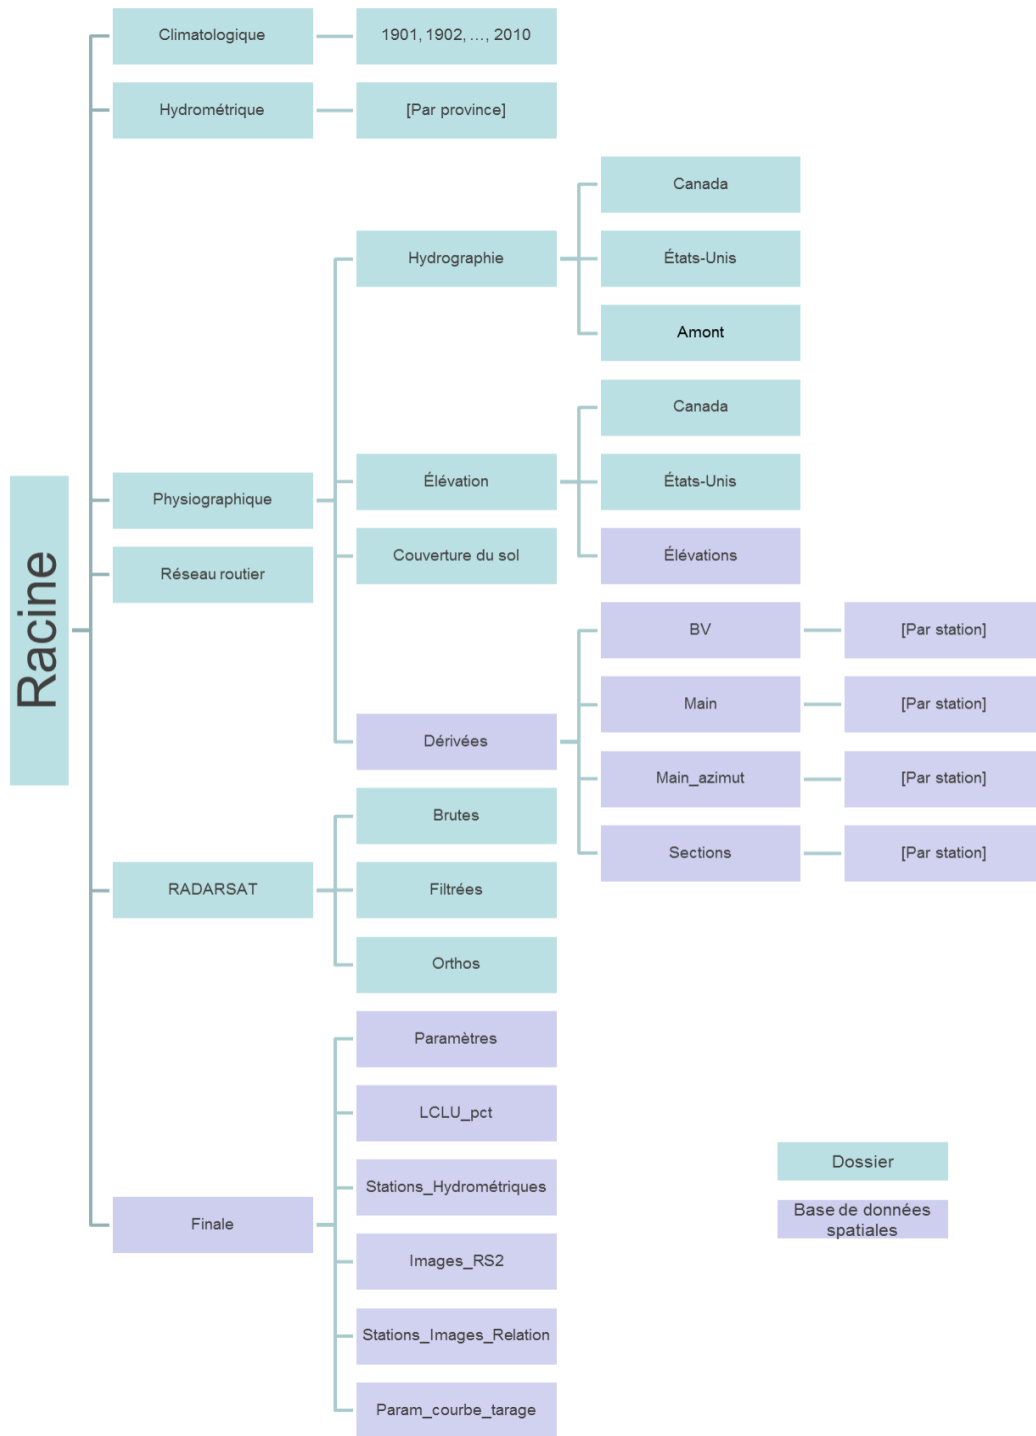 Racine
Climatologique
1901, 1902, ..., 2010
Hydrométrique
[Par province]
Physiographique
Hydrographie
Canada
États-Unis
Amont
Élévation
Canada
États-Unis
Élévations
Couverture du sol
Dérivées
BV
[Par station]
Main
[Par station]
Main_azimut
[Par station]
Sections
[Par station]
Réseau routier
RADARSAT
Brutes
Filtrées
Orthos
Finale
Paramètres
LCLU_pct
Stations_Hydrométriques
Images_RS2
Stations_Images_Relation
Param_courbe_tarage
Dossier
Base de données
spatiales